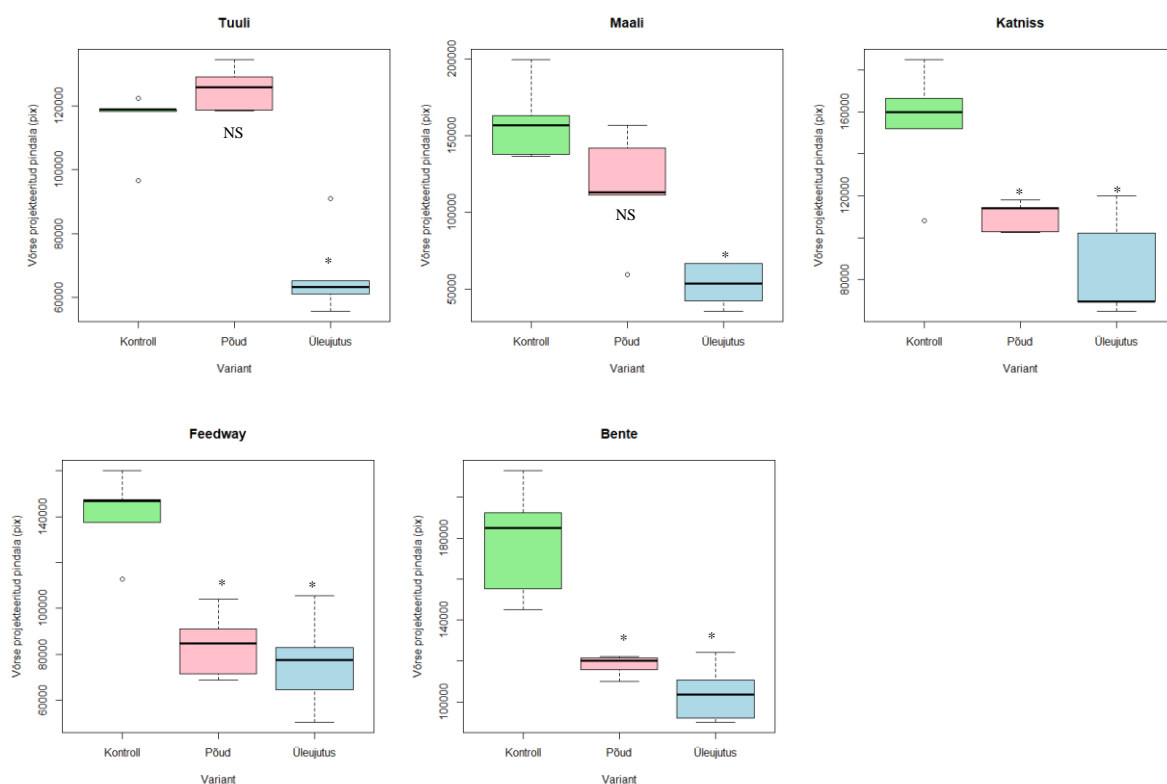 Tuuli
Võrse projekteeritud pindala (pix)
120000
100000
80000
60000
NS
*
Kontroll Põud Üleujutus
Variant
Maali
Võrse projekteeritud pindala (pix)
200000
150000
100000
50000
NS
*
Kontroll Põud Üleujutus
Variant
Katniss
Võrse projekteeritud pindala (pix)
160000
120000
80000
* *
Kontroll Põud Üleujutus
Variant
Feedway
Võrse projekteeritud pindala (pix)
140000
100000
80000
60000
* *
Kontroll Põud Üleujutus
Variant
Bente
Võrse projekteeritud pindala (pix)
180000
140000
100000
* *
Kontroll Põud Üleujutus
Variant